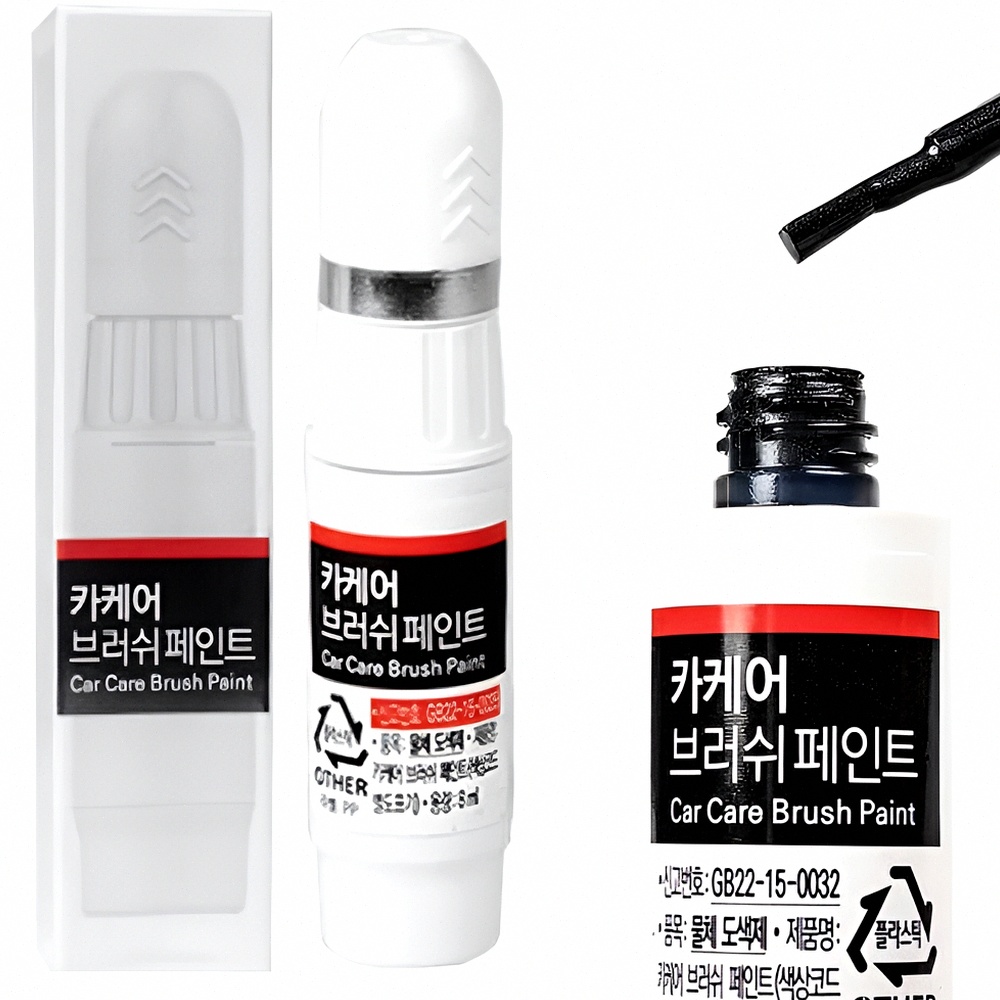 카케어
브러쉬 페인트
Car Care Brush Paint
카케어
브러쉬 페인트
Car Care Brush Paint
OTHER
카케어
브러쉬 페인트
Car Care Brush Paint
•신고번호: GB22-15-0032
•품목: 물체 도색제 • 제품명:
카케어 브러쉬 페인트(색상코드
플라스틱
OTHER